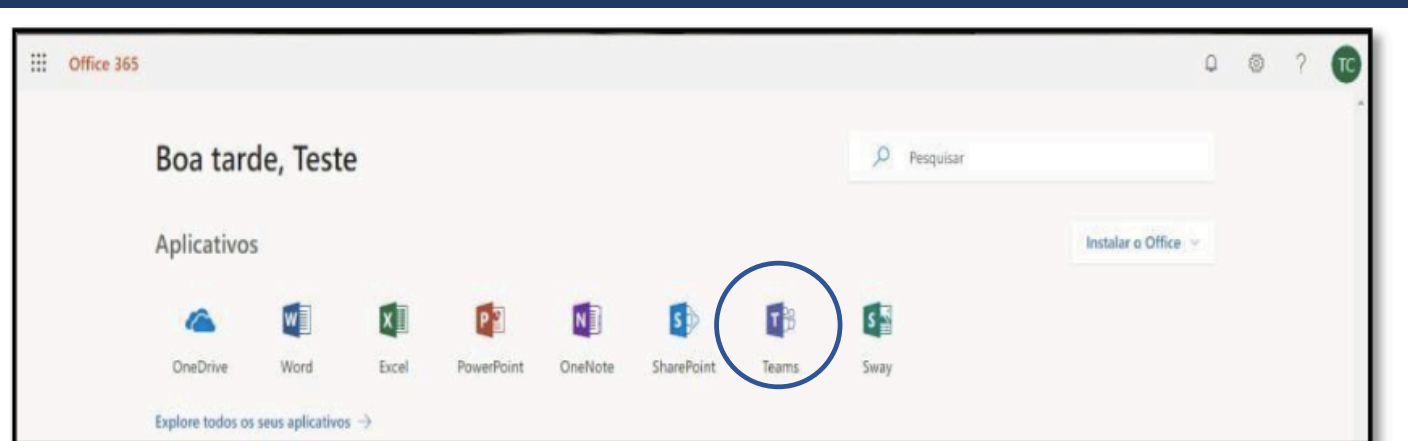 Office 365
?
TC
Boa tarde, Teste
Pesquisar
Aplicativos
Instalar o Office
W
X
P
N
S
T
S
OneDrive
Word
Excel
PowerPoint
OneNote
SharePoint
Teams
Sway
Explore todos os seus aplicativos →